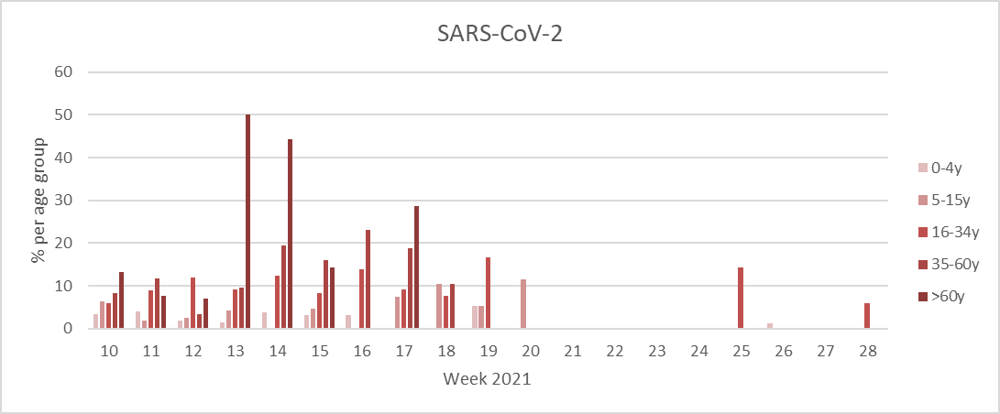 SARS-CoV-2
60
50
40
30
20
10
0
% per age group
10 11 12 13 14 15 16 17 18 19 20 21 22 23 24 25 26 27 28
Week 2021
0-4y
5-15y
16-34y
35-60y
>60y